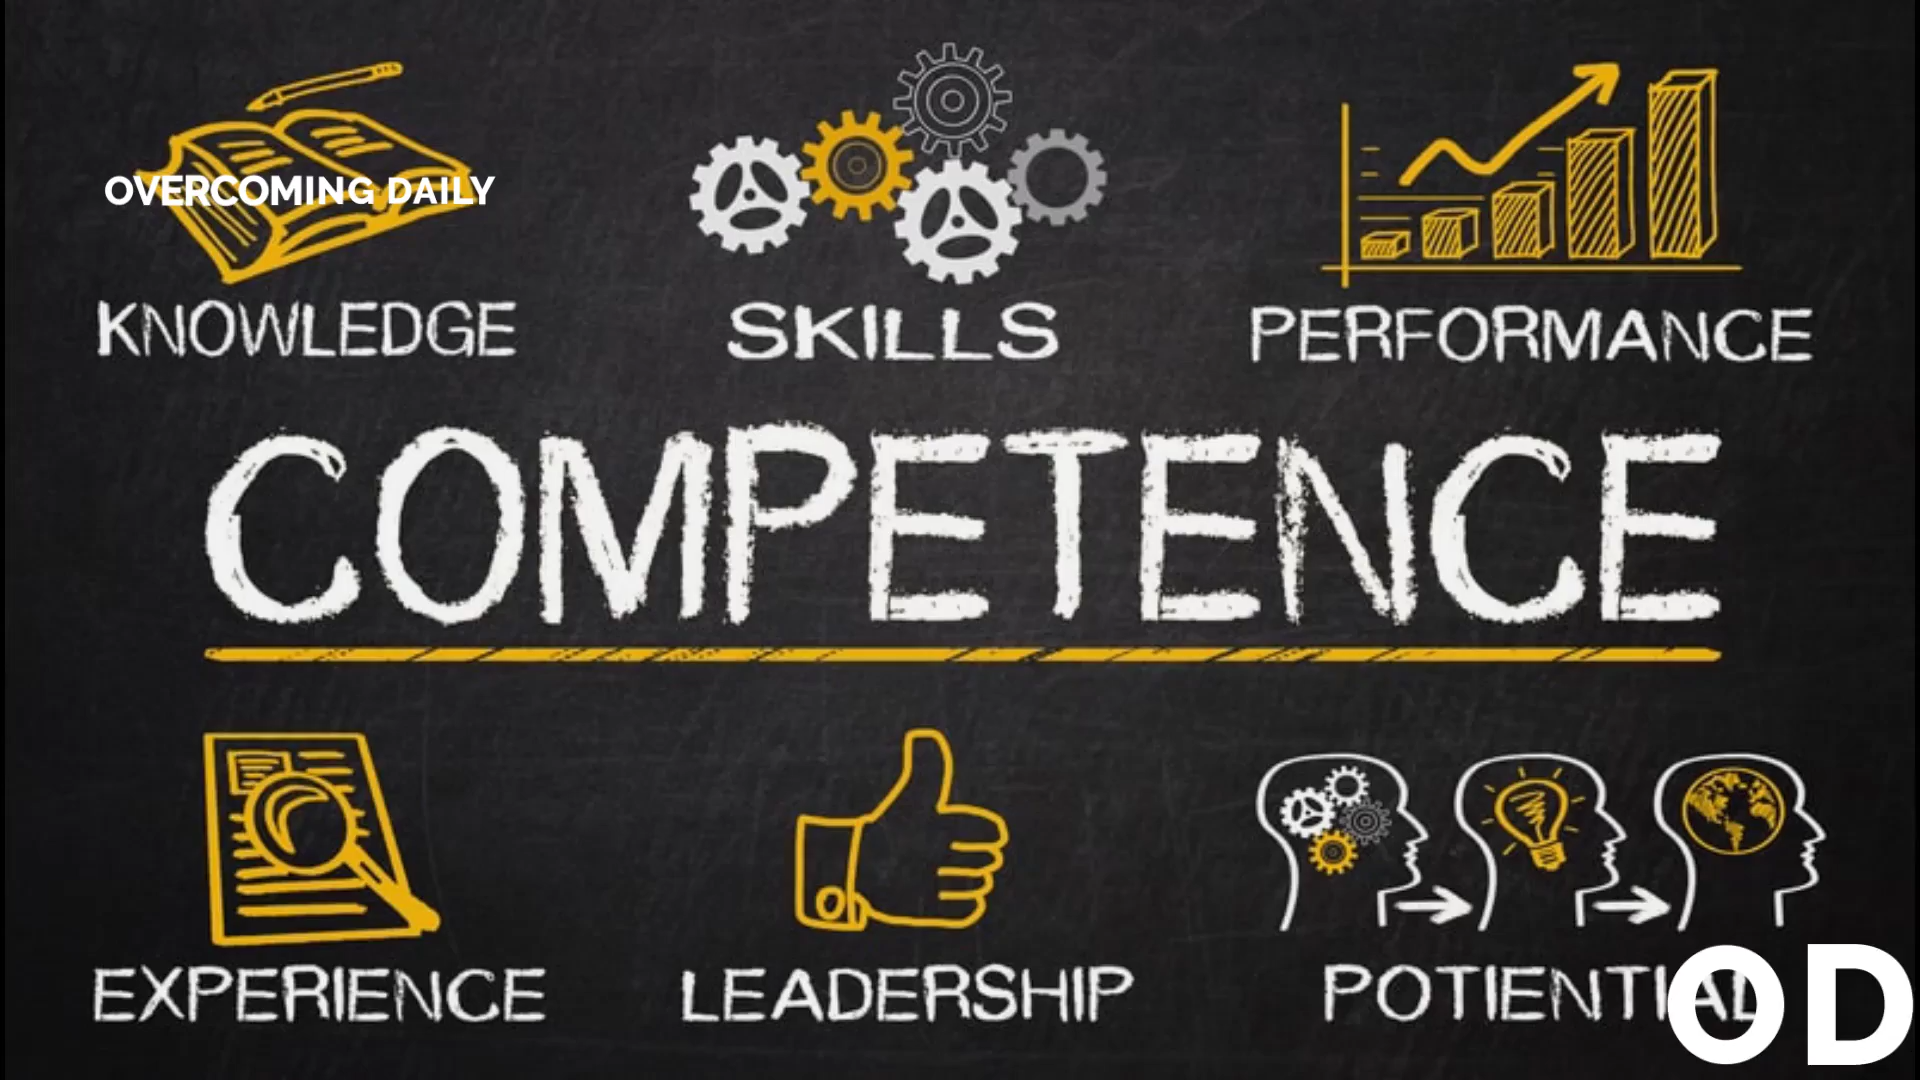 OVERCOMING DAILY
KNOWLEDGE
SKILLS
PERFORMANCE
COMPETENCE
EXPERIENCE
LEADERSHIP
POTIENTIAL
OD